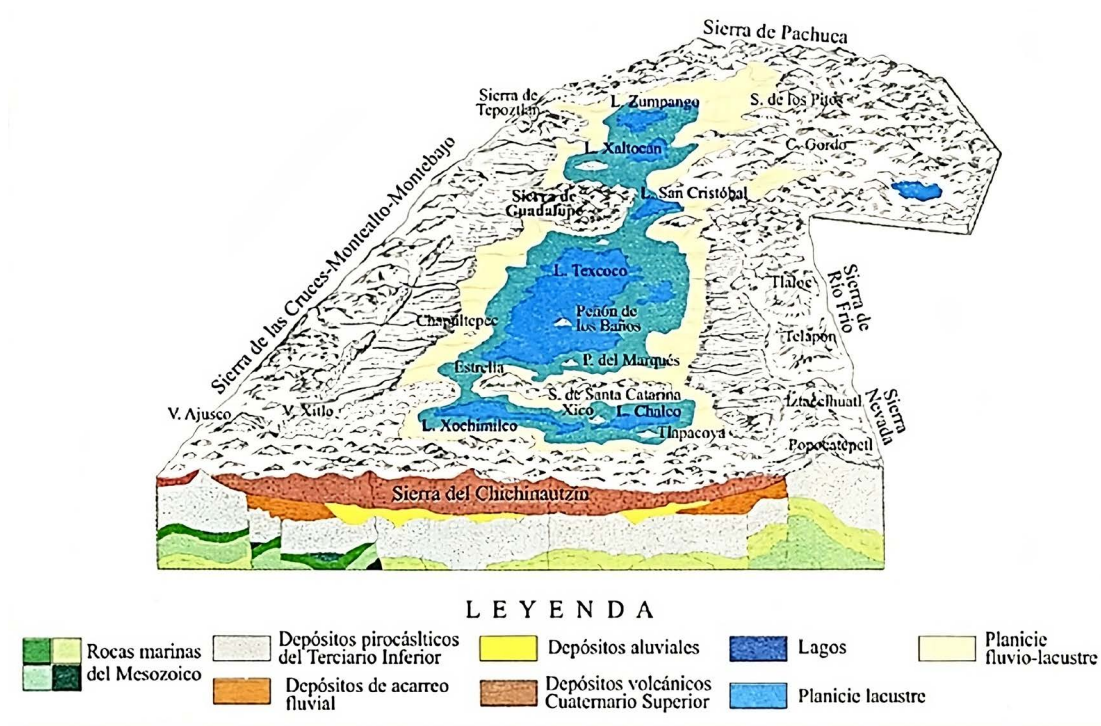 Sierra de Pachuca
Sierra de
Tepoztlán
L. Zumpango
S. de los Pitos
L. Xaltocán
C. Gordo
Sierra de
Guadalupe
L. San Cristóbal
Sierra de las Cruces-Montealto-Montebajo
L. Texcoco
Tlaloc
Sierra de
Río Frío
Chapultepec
Peñón de
los Baños
Telapón
Estrella
P. del Marqués
S. de Santa Catarina
Iztaccíhuatl
Sierra
Nevada
V. Ajusco
V. Xitlo
Xico
L. Chalco
L. Xochimilco
Tlapacoya
Popocatépetl
Sierra del Chichinautzin
LEYENDA
Rocas marinas
del Mesozoico
Depósitos pirocáslticos
del Terciario Inferior
Depósitos de acarreo
fluvial
Depósitos aluviales
Depósitos volcánicos
Cuaternario Superior
Lagos
Planicie lacustre
Planicie
fluvio-lacustre